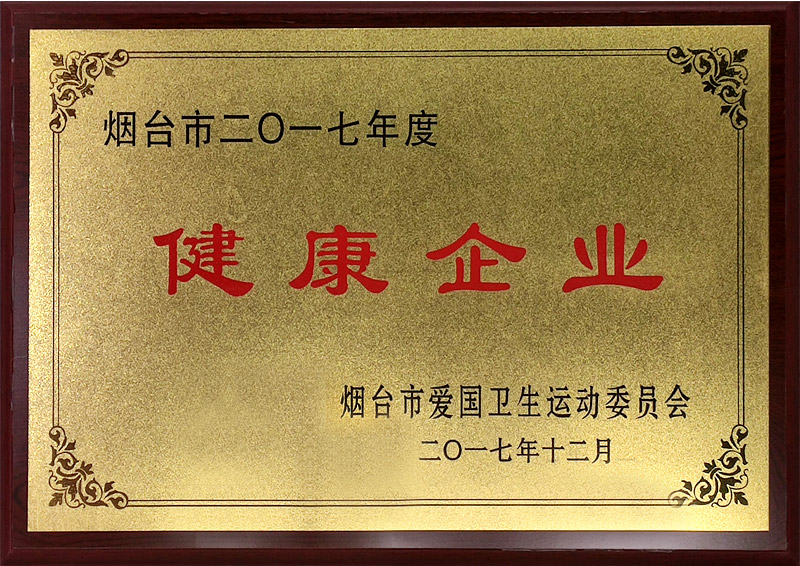 烟台市二〇一七年度
健康企业
烟台市爱国卫生运动委员会
二〇一七年十二月